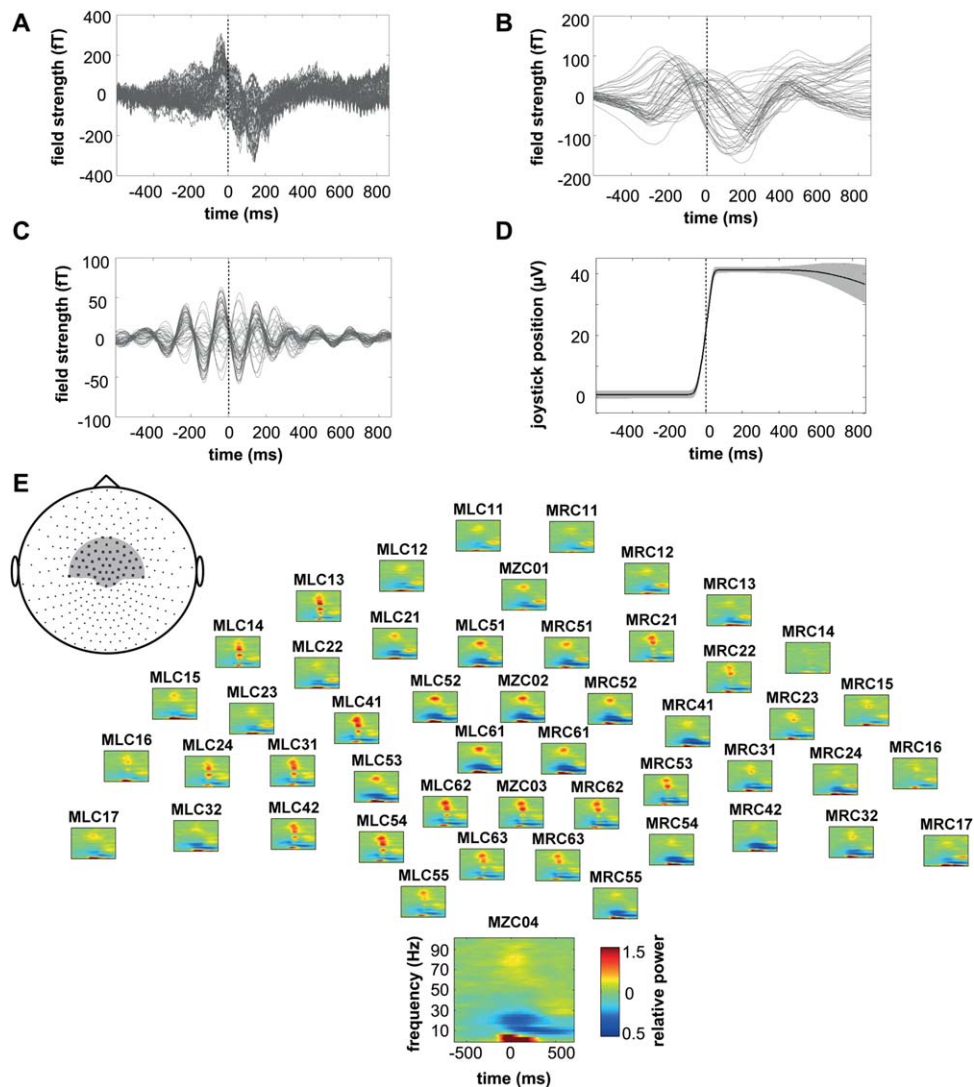 A
field strength (fT)
400
200
0
-200
-400
-400 -200 0 200 400 600 800
time (ms)
B
field strength (fT)
200
100
0
-100
-200
-400 -200 0 200 400 600 800
time (ms)
C
field strength (fT)
100
50
0
-50
-100
-400 -200 0 200 400 600 800
time (ms)
D
joystick position (µV)
40
20
0
-400 -200 0 200 400 600 800
time (ms)
E
MLC11 MRC11
MLC12 MZC01 MRC12
MLC13 MRC13
MLC14 MLC21 MLC51 MRC51 MRC21 MRC14
MLC22 MRC22
MLC15 MLC23 MLC52 MZC02 MRC52 MRC23 MRC15
MLC41 MRC41
MLC16 MLC24 MLC31 MLC61 MRC61 MRC31 MRC24 MRC16
MLC53 MRC53
MLC62 MZC03 MRC62
MLC17 MLC32 MLC42 MRC42 MRC32 MRC17
MLC54 MRC54
MLC63 MRC63
MLC55 MRC55
MZC04
frequency (Hz)
90
70
50
30
10
-500 0 500
time (ms)
1.5
0
0.5
relative power